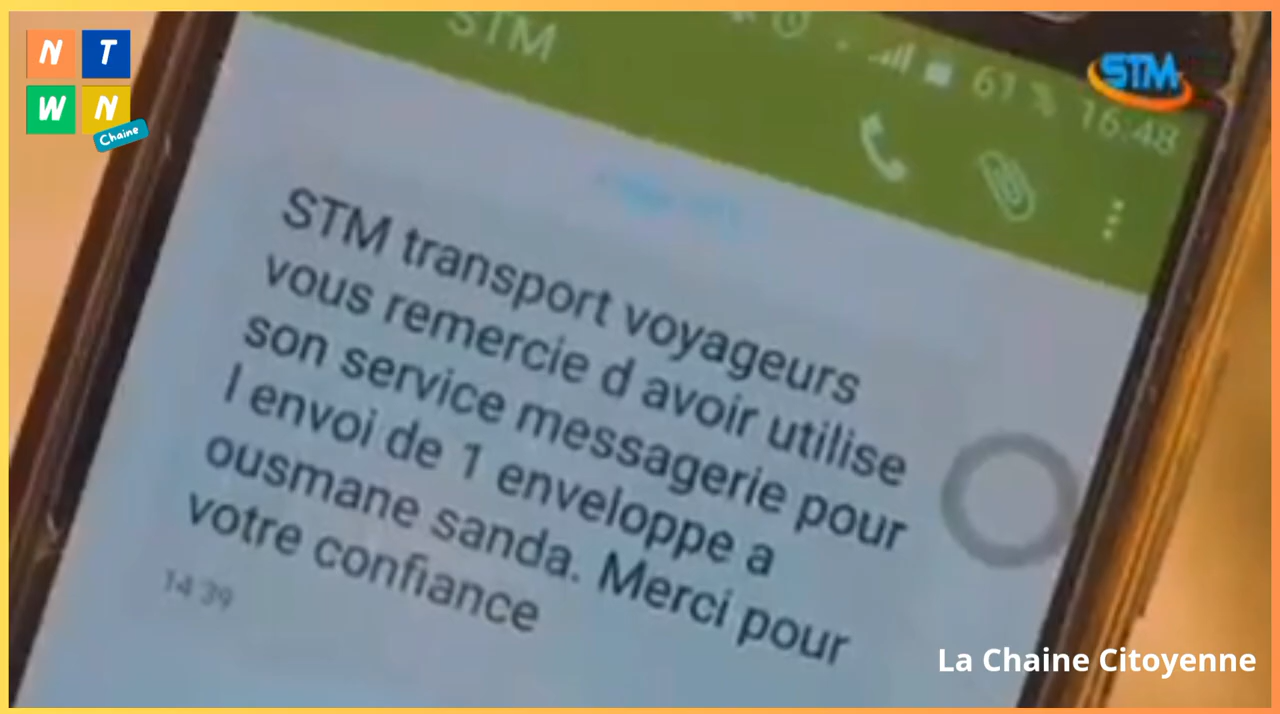 N T
W N
Chaine
STM
STM
61 % 16:48
STM transport voyageurs
vous remercie d avoir utilise
son service messagerie pour
l envoi de 1 enveloppe a
ousmane sanda. Merci pour
votre confiance
14:39
La Chaine Citoyenne